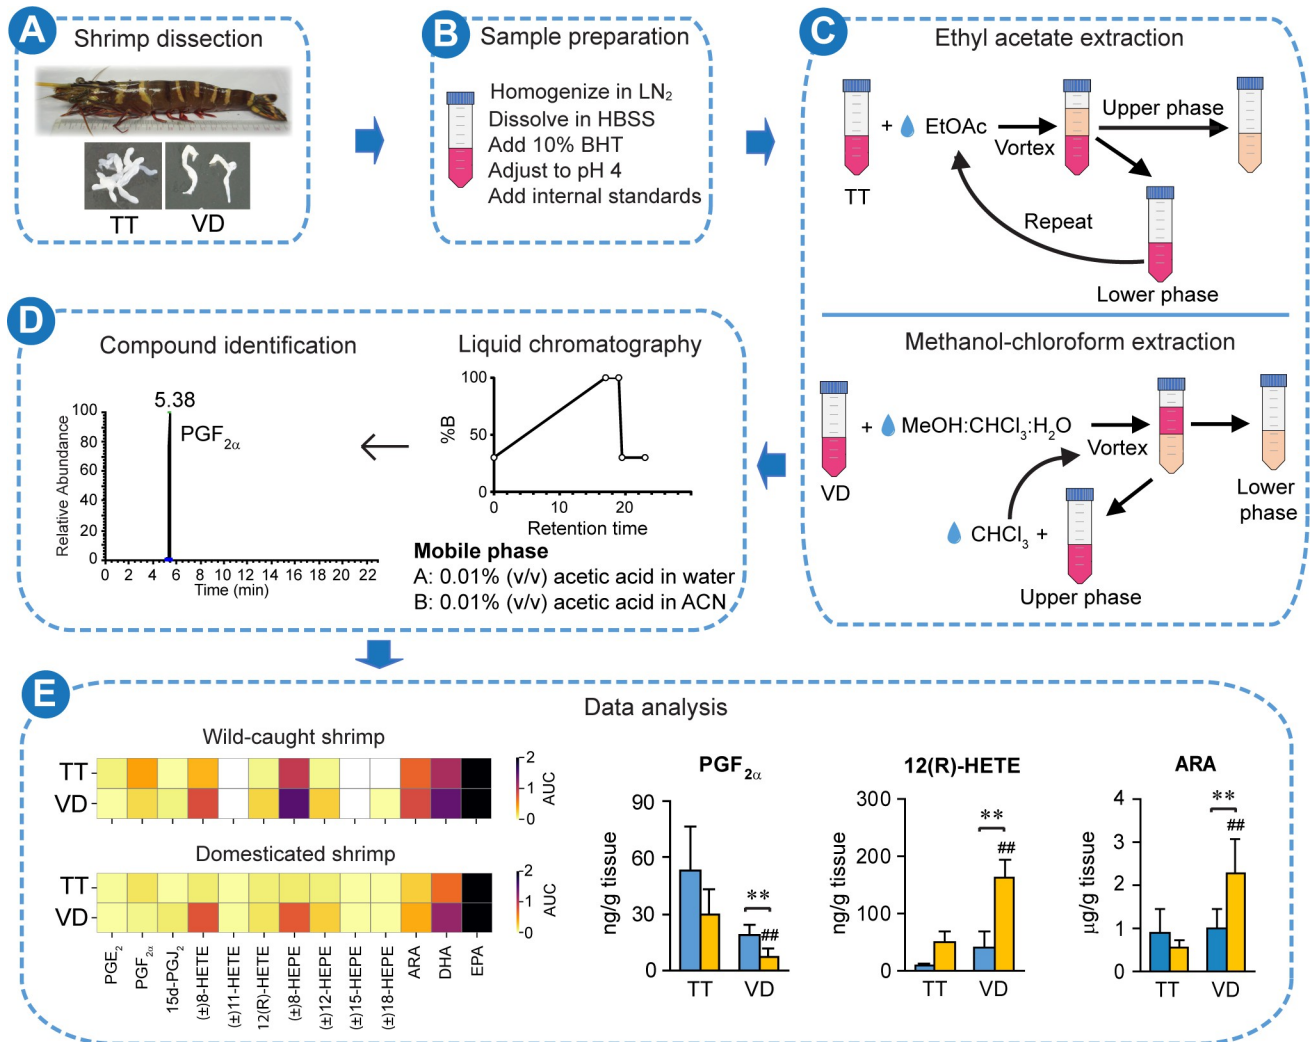 A
Shrimp dissection
TT
VD
B
Sample preparation
Homogenize in LN₂
Dissolve in HBSS
Add 10% BHT
Adjust to pH 4
Add internal standards
C
Ethyl acetate extraction
TT
+ EtOAc
Vortex
Upper phase
Repeat
Lower phase
Methanol-chloroform extraction
VD
+ MeOH:CHCl₃:H₂O
Vortex
Lower
phase
CHCl₃ +
Upper phase
D
Compound identification
5.38
PGF₂α
Relative Abundance
100
80
60
40
20
0
0 2 4 6 8 10 12 14 16 18 20 22
Time (min)
Liquid chromatography
%B
100
50
0
0 10 20
Retention time
Mobile phase
A: 0.01% (v/v) acetic acid in water
B: 0.01% (v/v) acetic acid in ACN
E
Data analysis
Wild-caught shrimp
TT
VD
2
1
0
AUC
Domesticated shrimp
TT
VD
2
1
0
AUC
PGE₂
PGF₂α
15d-PGJ₂
(±)8-HETE
(±)11-HETE
12(R)-HETE
(±)8-HEPE
(±)12-HEPE
(±)15-HEPE
(±)18-HEPE
ARA
DHA
EPA
PGF₂α
ng/g tissue
90
60
30
0
**
##
TT VD
12(R)-HETE
ng/g tissue
300
200
100
0
**
##
TT VD
ARA
µg/g tissue
4
3
2
1
0
**
##
TT VD